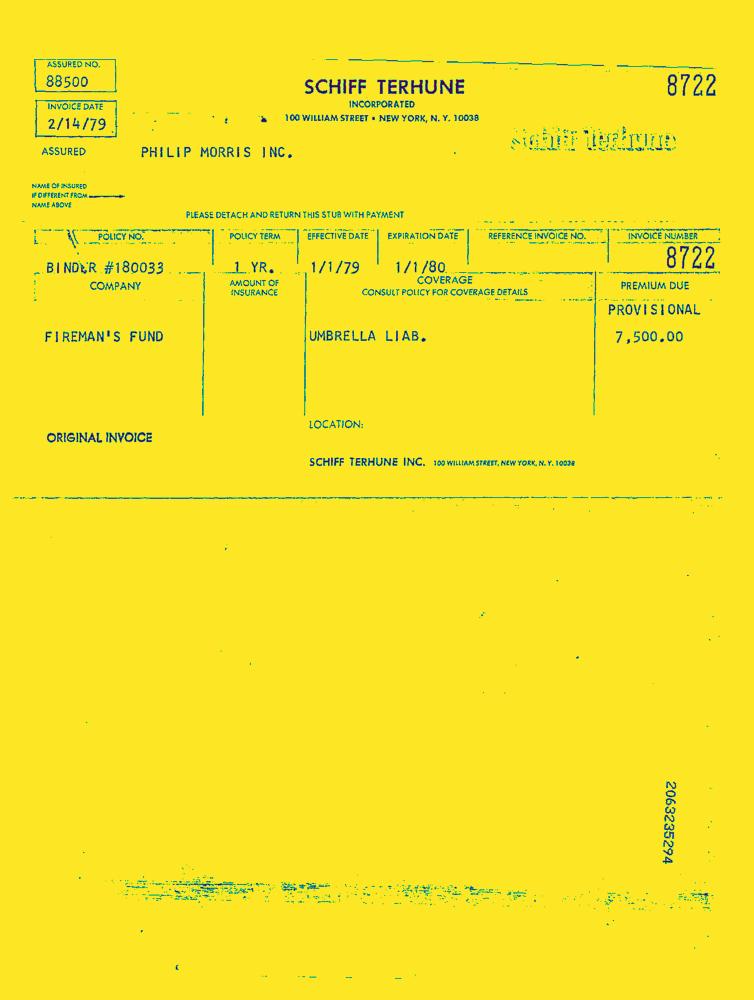 ASSURED NO.
88500
SCHIFF TERHUNE
8722
INCORPORATED
INVOICE DATE
2/14/79
100 WILLIAM STREET • NEW YORK, N. Y. 10038
Schiff Terhune
ASSURED PHILIP MORRIS INC.
NAME OF INSURED
IF DIFFERENT FROM
NAME ABOVE
PLEASE DETACH AND RETURN THIS STUB WITH PAYMENT
POLICY NO. POLICY TERM EFFECTIVE DATE EXPIRATION DATE REFERENCE INVOICE NO. INVOICE NUMBER
BINDER #180033 1 YR. 1/1/79 1/1/80 8722
COMPANY AMOUNT OF INSURANCE COVERAGE CONSULT POLICY FOR COVERAGE DETAILS PREMIUM DUE
PROVISIONAL
FIREMAN'S FUND UMBRELLA LIAB. 7,500.00
LOCATION:
ORIGINAL INVOICE
SCHIFF TERHUNE INC. 100 WILLIAM STREET, NEW YORK, N. Y. 10038
2063235294